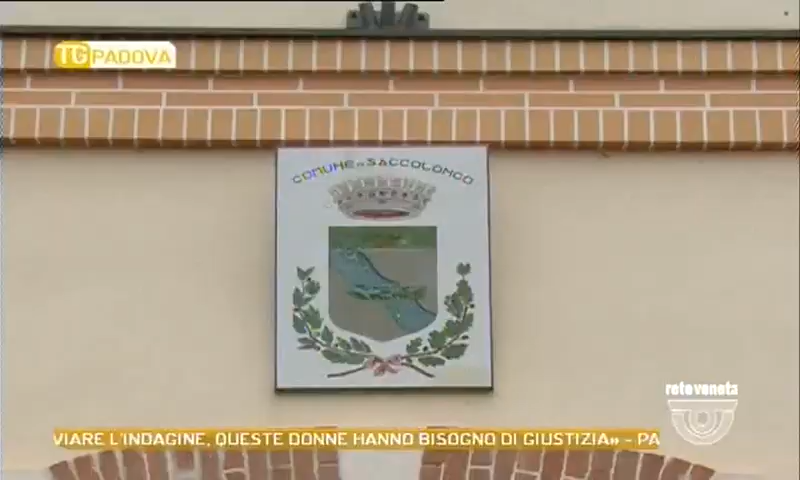 TG PADOVA
COMUNE DI SACCOLONGO
reteveneta
VIARE L'INDAGINE, QUESTE DONNE HANNO BISOGNO DI GIUSTIZIA» - PA